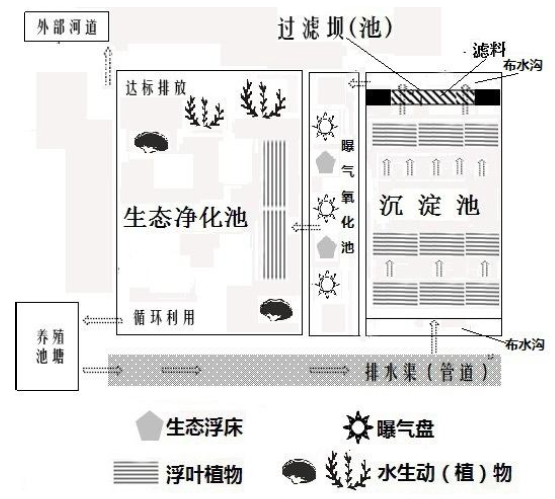 外部河道
过滤坝(池)
滤料
布水沟
达标排放
曝气氧化池
沉淀池
生态净化池
循环利用
养殖
池塘
布水沟
排水渠(管道)
生态浮床
曝气盘
浮叶植物
水生动(植)物